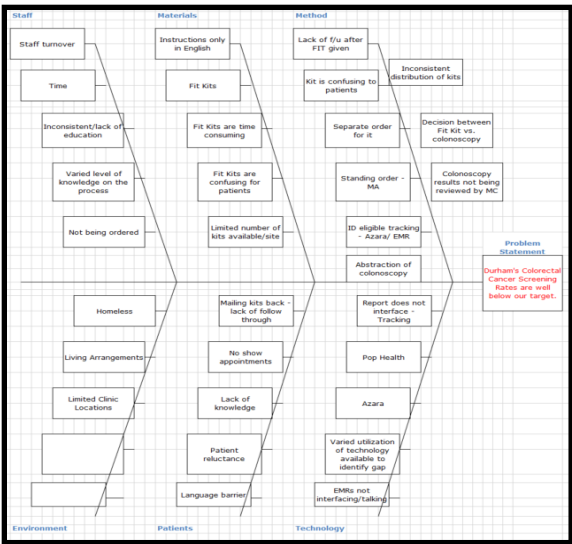 Staff
Materials
Method
Staff turnover
Time
Inconsistent/lack of
education
Varied level of
knowledge on the
process
Not being ordered
Instructions only
in English
Fit Kits
Fit Kits are time
consuming
Fit Kits are
confusing for
patients
Limited number of
kits available/site
Lack of f/u after
FIT given
Inconsistent
distribution of kits
Kit is confusing to
patients
Separate order
for it
Decision between
Fit Kit vs.
colonoscopy
Standing order -
MA
Colonoscopy
results not being
reviewed by MC
ID eligible tracking
- Azara/ EMR
Abstraction of
colonoscopy
Problem
Statement
Durham's Colorectal
Cancer Screening
Rates are well
below our target.
Homeless
Living Arrangements
Limited Clinic
Locations
Mailing kits back -
lack of follow
through
No show
appointments
Lack of
knowledge
Patient
reluctance
Language barrier
Report does not
interface -
Tracking
Pop Health
Azara
Varied utilization
of technology
available to
identify gap
EMRs not
interfacing/talking
Environment
Patients
Technology